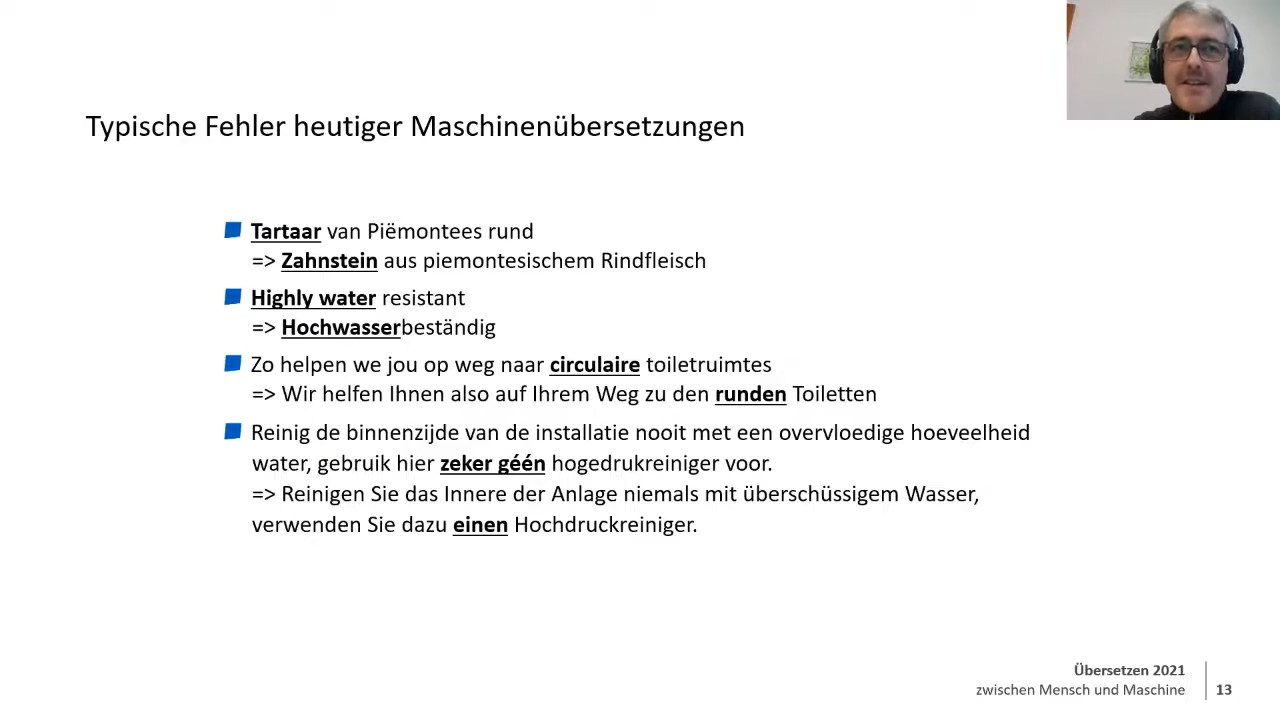 Typische Fehler heutiger Maschinenübersetzungen
Tartaar van Piëmontees rund
=> Zahnstein aus piemontesischem Rindfleisch
Highly water resistant
=> Hochwasserbeständig
Zo helpen we jou op weg naar circulaire toiletruimtes
=> Wir helfen Ihnen also auf Ihrem Weg zu den runden Toiletten
Reinig de binnenzijde van de installatie nooit met een overvloedige hoeveelheid
water, gebruik hier zeker géén hogedrukreiniger voor.
=> Reinigen Sie das Innere der Anlage niemals mit überschüssigem Wasser,
verwenden Sie dazu einen Hochdruckreiniger.
Übersetzen 2021
zwischen Mensch und Maschine
13